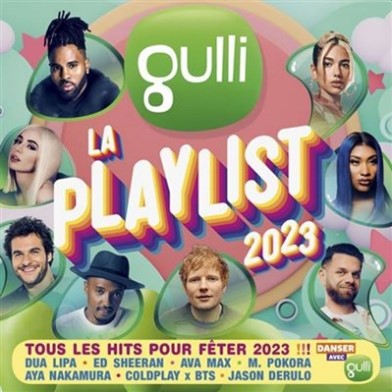 gulli
LA
PLAYLIST
2023
TOUS LES HITS POUR FÊTER 2023 !!!
DUA LIPA • ED SHEERAN • AVA MAX • M. POKORA
AYA NAKAMURA • COLDPLAY x BTS • JASON DERULO
DANSER
AVEC
gulli